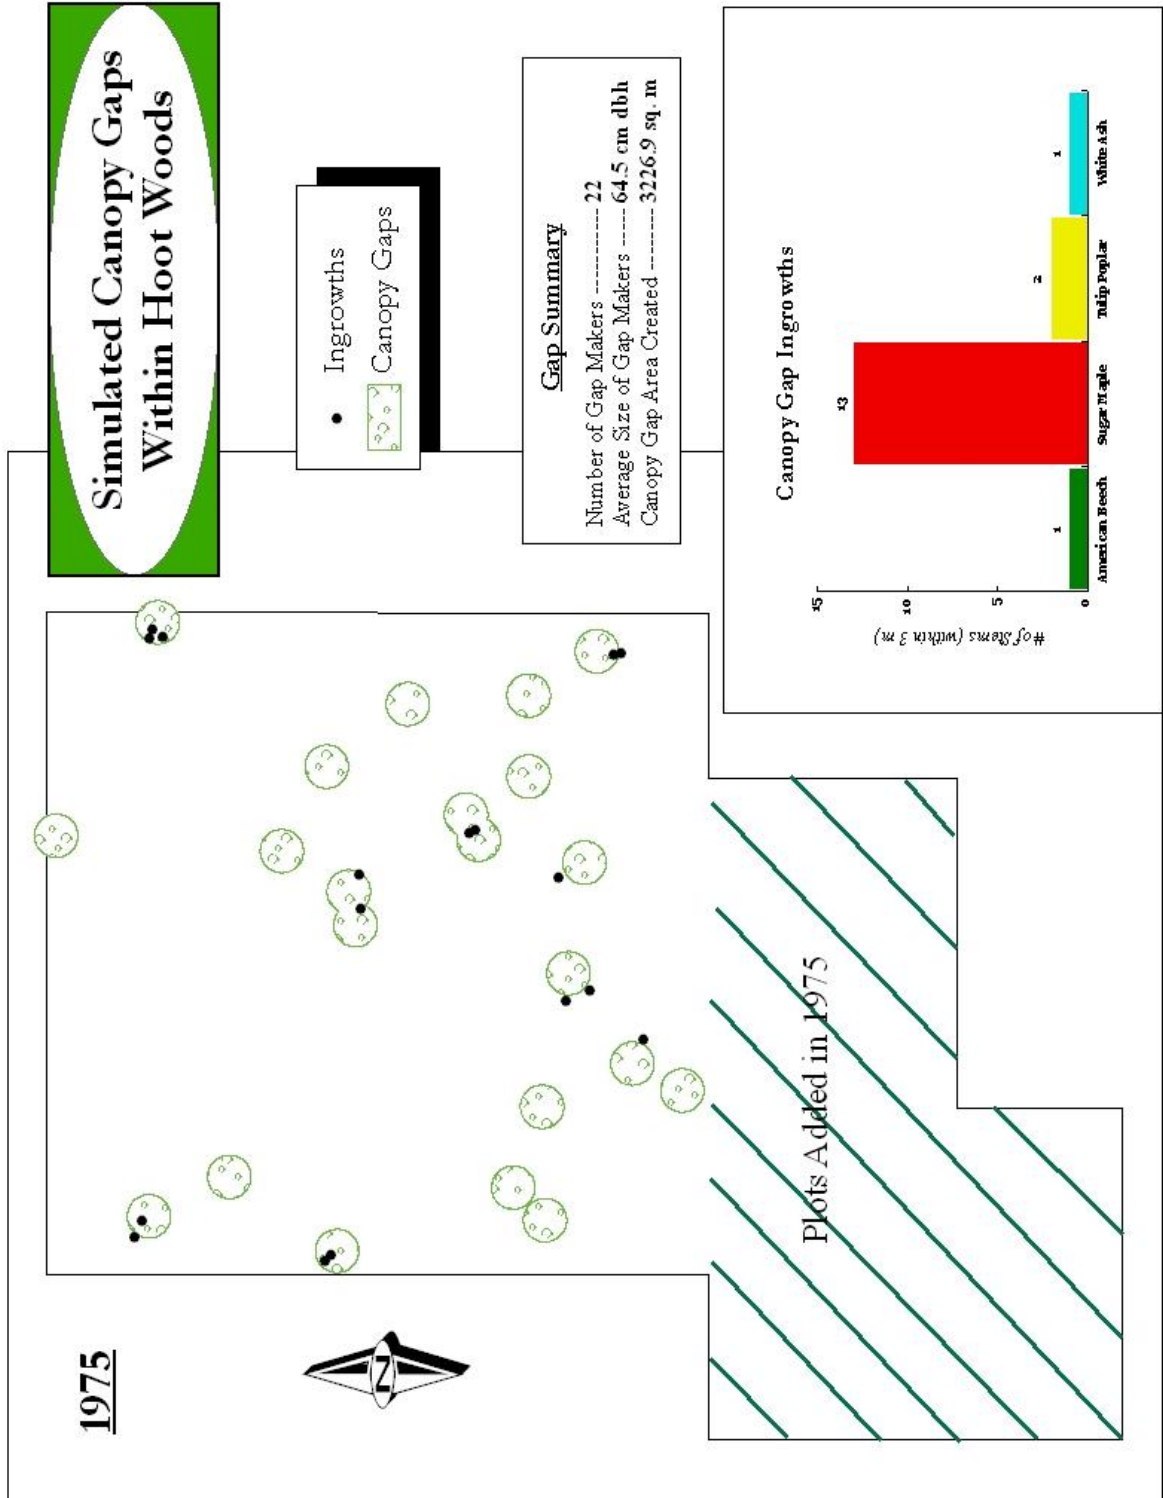 1975
Simulated Canopy Gaps
Within Hoot Woods
N
Ingrowths
Canopy Gaps
Gap Summary
Number of Gap Makers ------------- 22
Average Size of Gap Makers ----- 64.5 cm dbh
Canopy Gap Area Created --------- 3226.9 sq. m
Plots Added in 1975
Canopy Gap Ingrowths
# of Stems (within 3 m)
15
10
5
0
1
13
2
1
American Beech
Sugar Maple
Tulip Poplar
White Ash